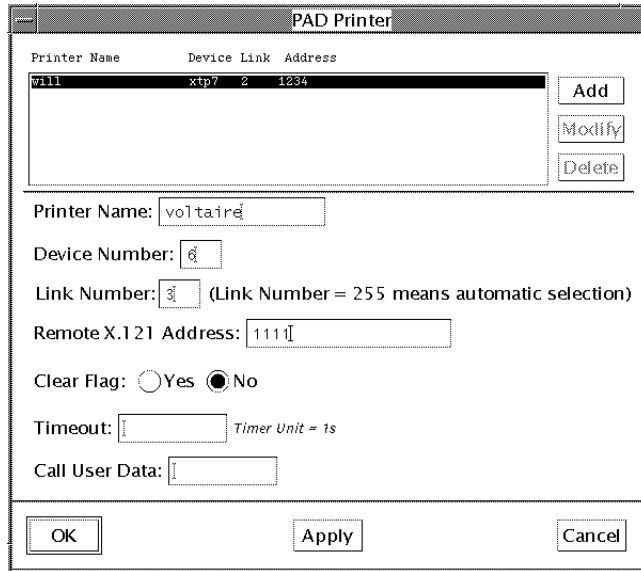 PAD Printer
Printer Name Device Link Address
will xtp7 2 1234
Add
Modify
Delete
Printer Name: voltaire
Device Number: 6
Link Number: 3 (Link Number = 255 means automatic selection)
Remote X.121 Address: 1111
Clear Flag: Yes No
Timeout: Timer Unit = 1s
Call User Data:
OK Apply Cancel